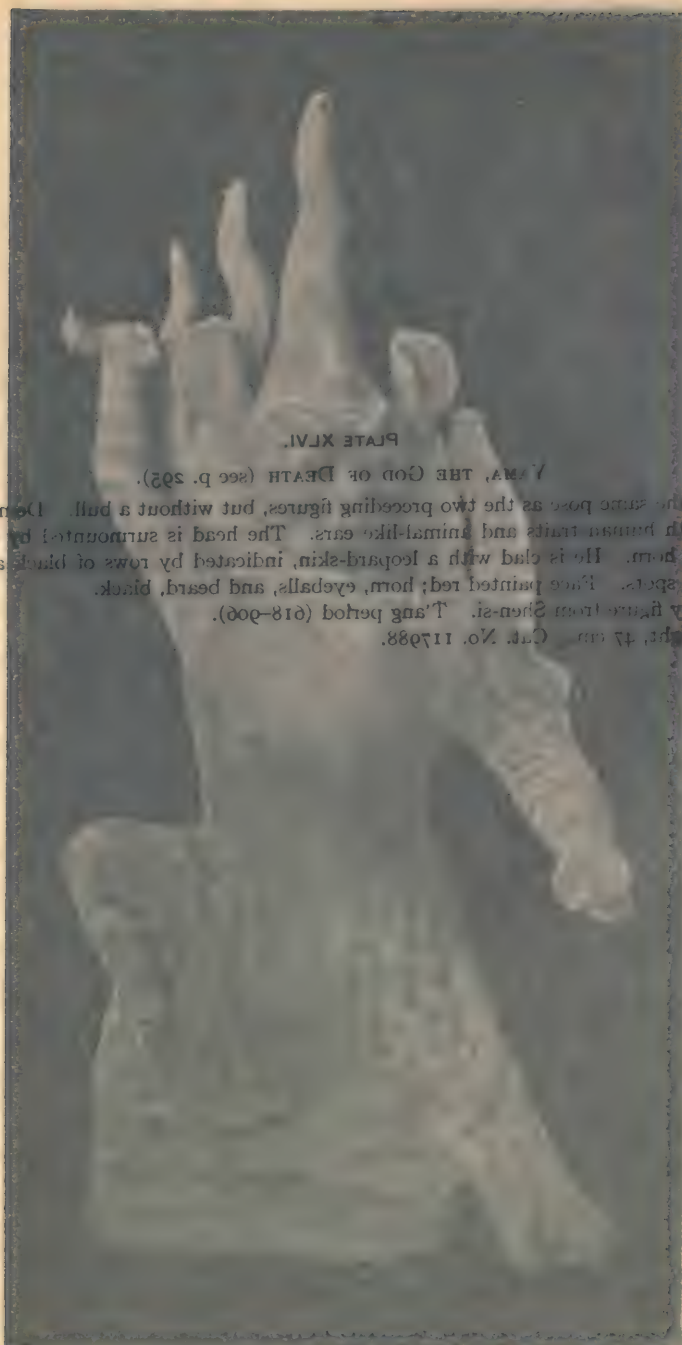 PLATE XLVI.
YAMA, THE GOD OF DEATH (see p. 295).
the same pose as the two preceding figures, but without a bull.
human traits and animal-like ears. The head is surmounted by
horn. He is clad with a leopard-skin, indicated by rows of black
spots. Face painted red; horn, eyeballs, and beard, black.
figure from Shen-si. T'ang period (618–906).
47 cm. Cat. No. 117988.